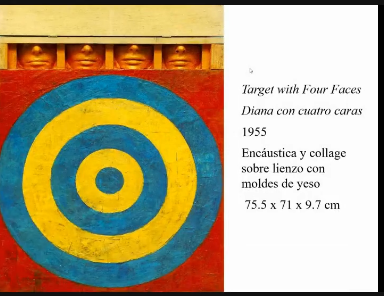 Target with Four Faces
Diana con cuatro caras
1955
Encáustica y collage
sobre lienzo con
moldes de yeso
75.5 x 71 x 9.7 cm